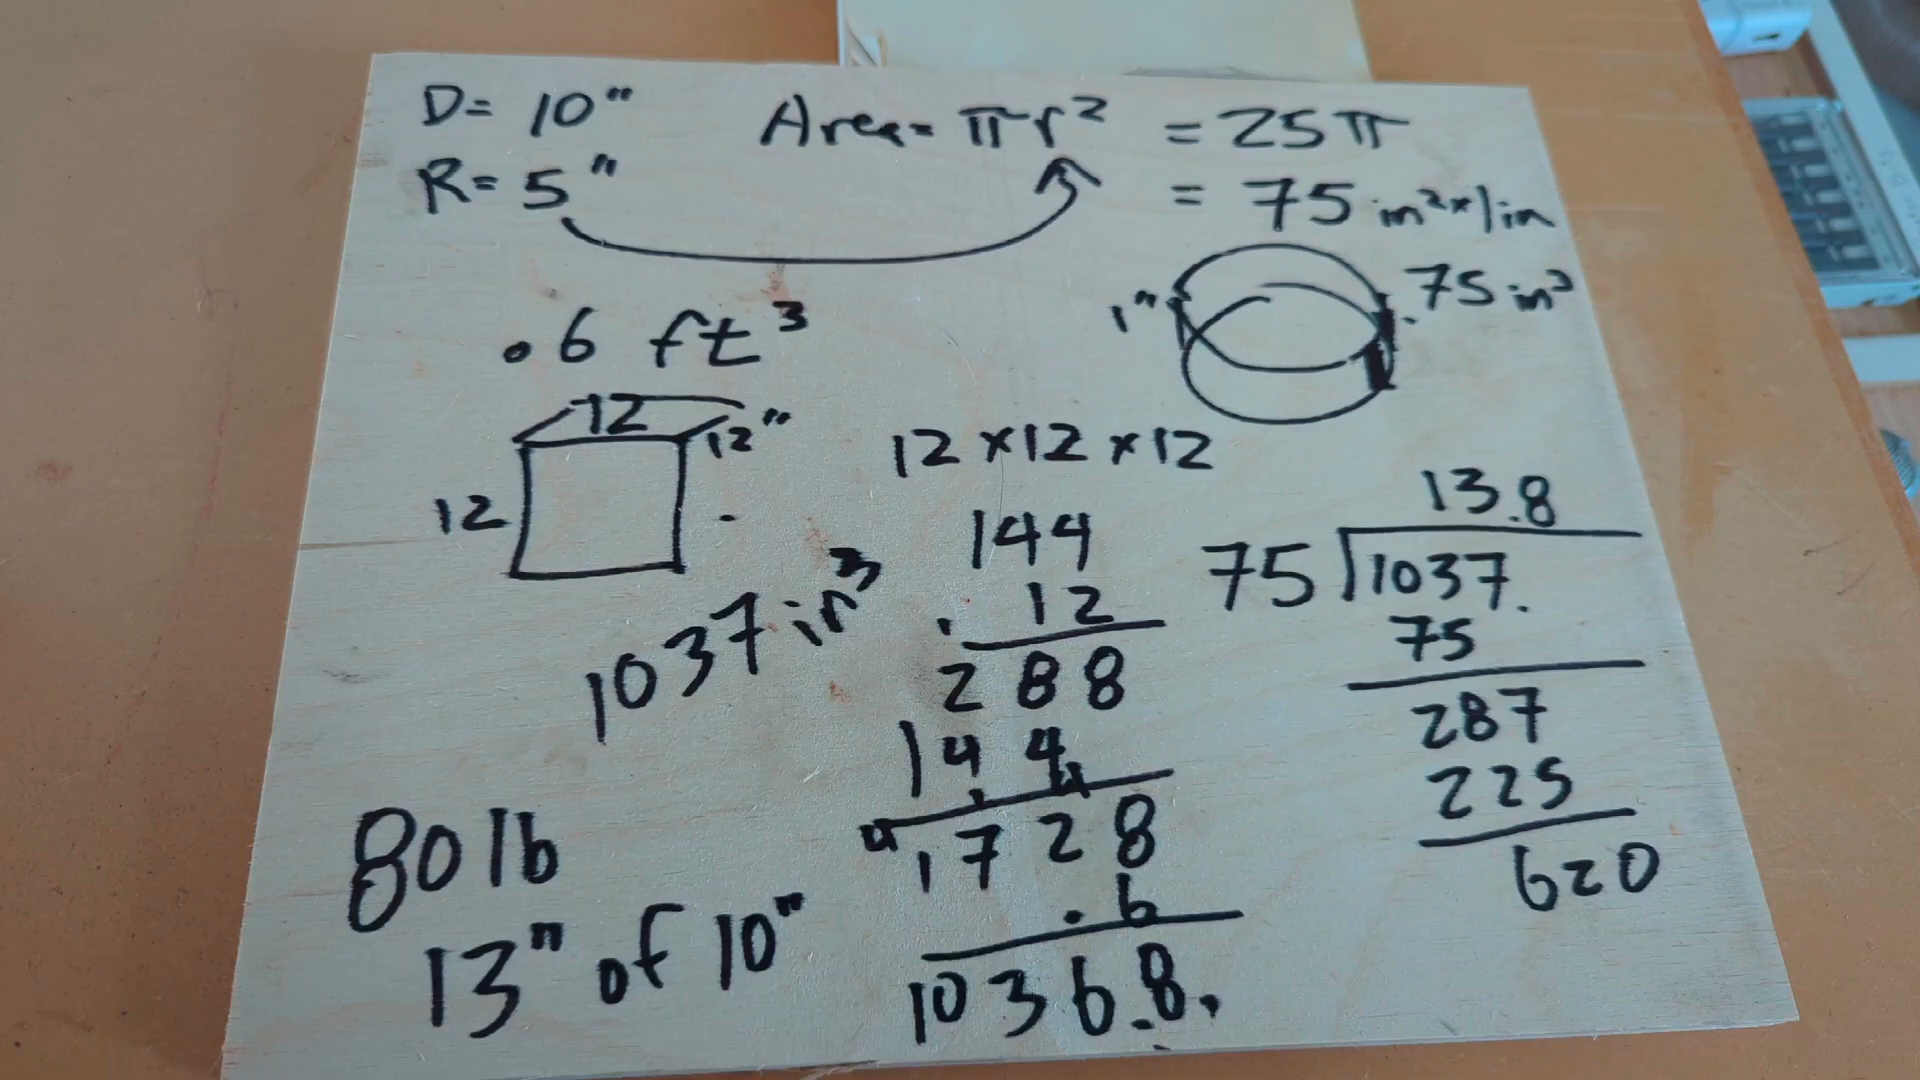 D= 10" Area= πr² = 25π
R= 5" = 75 in²×1in
1" 75 in³
.6 ft³
12
12"
12
12 × 12 × 12
144
12
288
144
1728
.6
1036.8
1037 in³
13.8
75 1037.
75
287
225
620
80 lb
13" of 10"